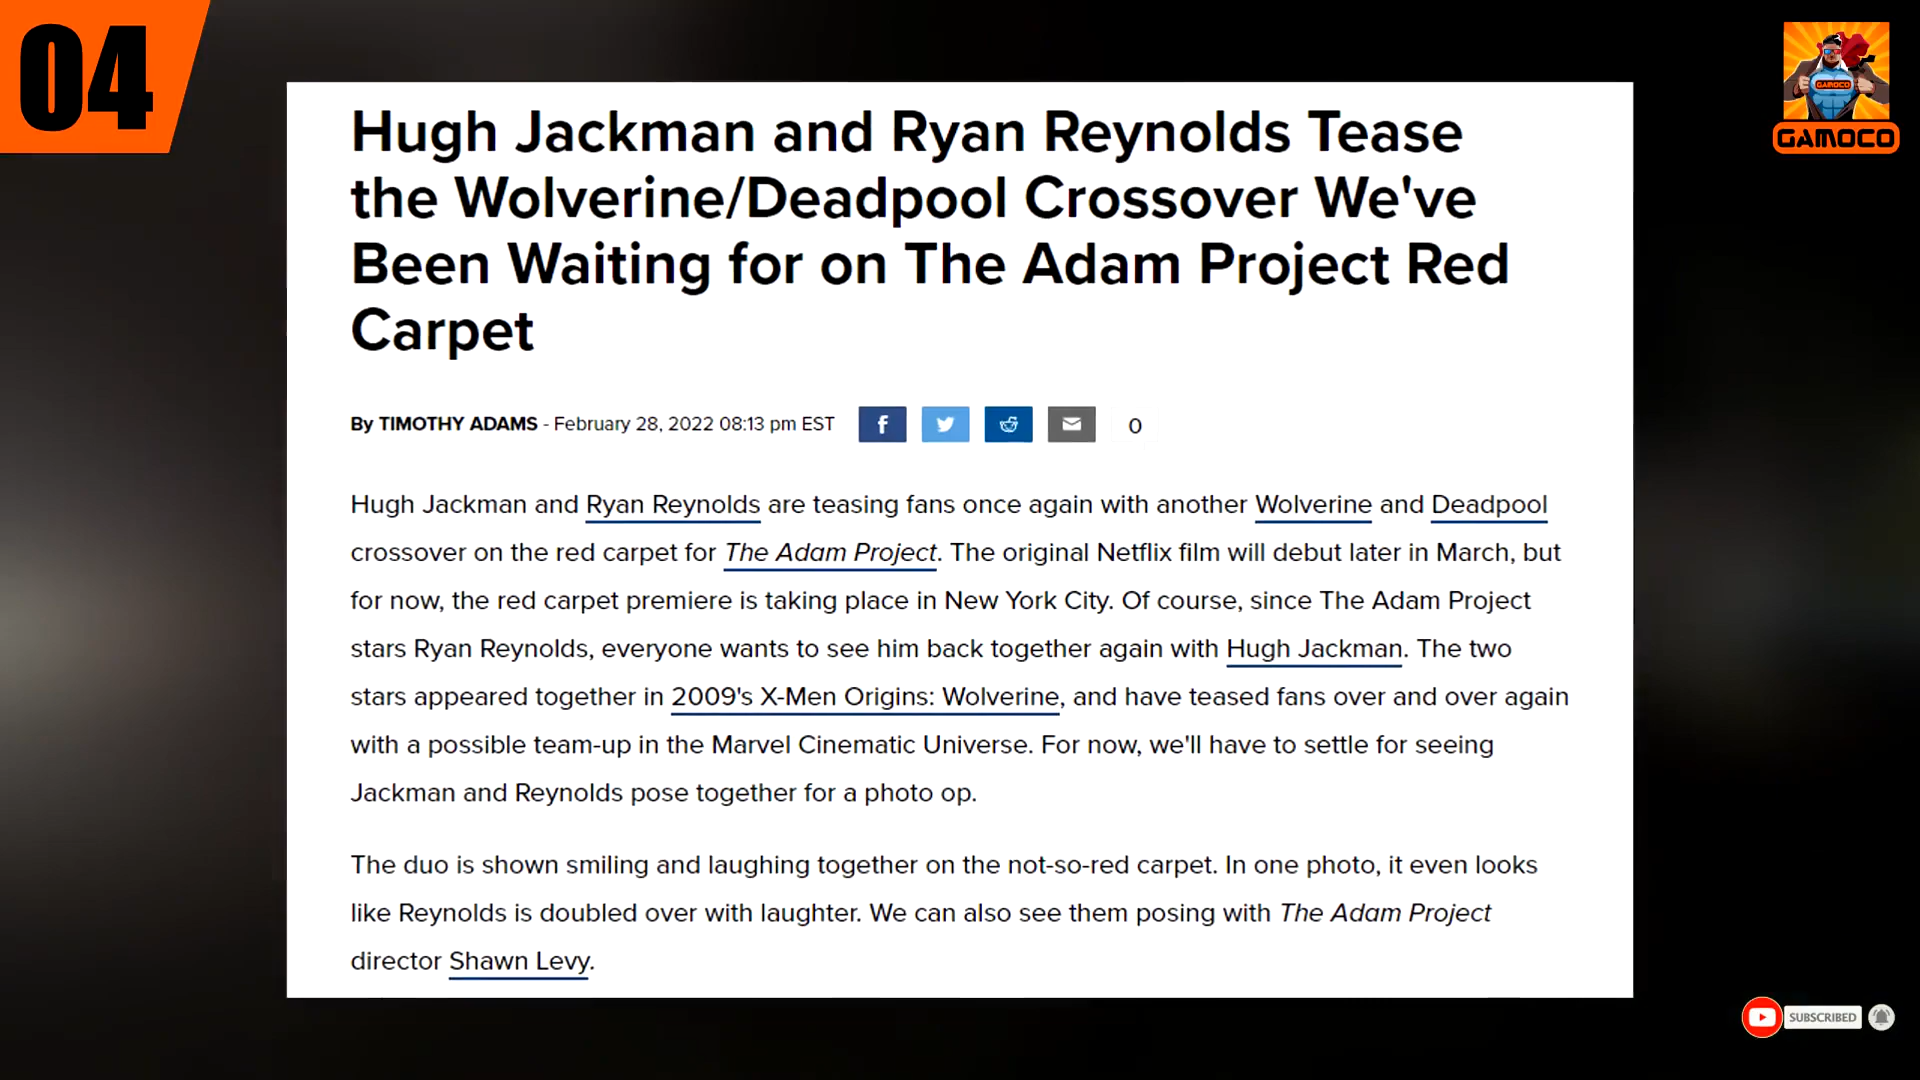 04
GAMOCO
GAMOCO
Hugh Jackman and Ryan Reynolds Tease
the Wolverine/Deadpool Crossover We've
Been Waiting for on The Adam Project Red
Carpet
By TIMOTHY ADAMS - February 28, 2022 08:13 pm EST f 0
Hugh Jackman and Ryan Reynolds are teasing fans once again with another Wolverine and Deadpool
crossover on the red carpet for The Adam Project. The original Netflix film will debut later in March, but
for now, the red carpet premiere is taking place in New York City. Of course, since The Adam Project
stars Ryan Reynolds, everyone wants to see him back together again with Hugh Jackman. The two
stars appeared together in 2009's X-Men Origins: Wolverine, and have teased fans over and over again
with a possible team-up in the Marvel Cinematic Universe. For now, we'll have to settle for seeing
Jackman and Reynolds pose together for a photo op.
The duo is shown smiling and laughing together on the not-so-red carpet. In one photo, it even looks
like Reynolds is doubled over with laughter. We can also see them posing with The Adam Project
director Shawn Levy.
SUBSCRIBED